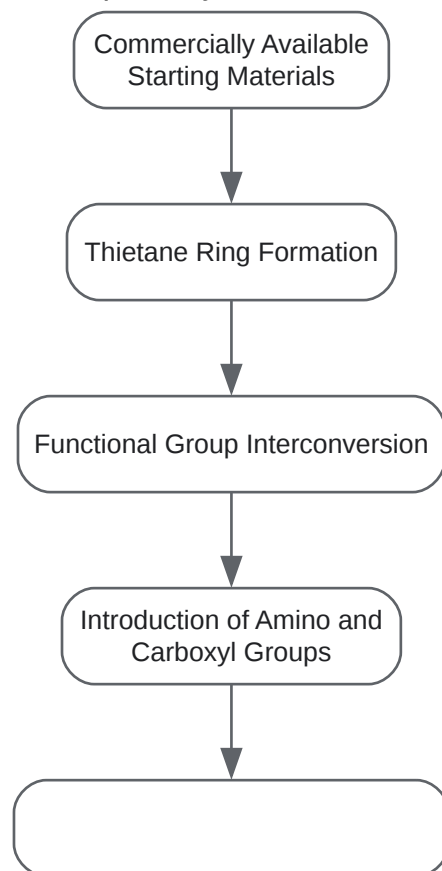 Commercially Available
Starting Materials
Thietane Ring Formation
Functional Group Interconversion
Introduction of Amino and
Carboxyl Groups